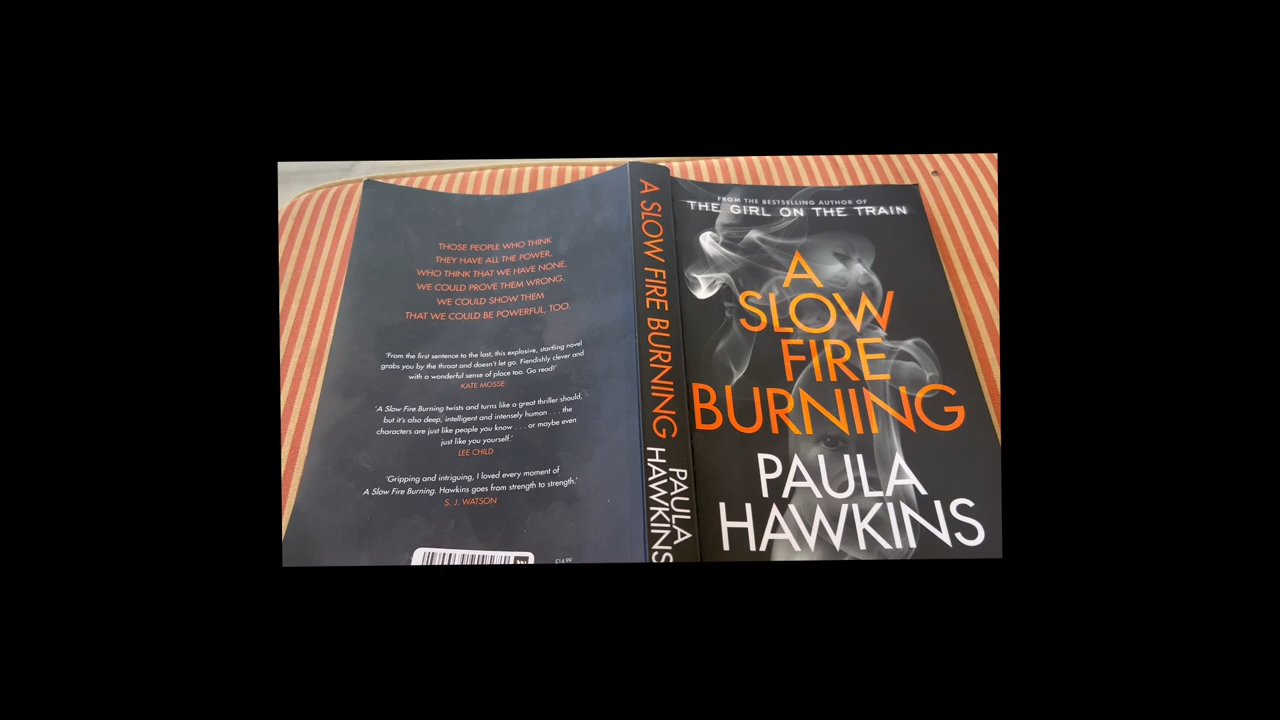 THOSE PEOPLE WHO THINK
THEY HAVE ALL THE POWER,
WHO THINK THAT WE HAVE NONE,
WE COULD PROVE THEM WRONG.
WE COULD SHOW THEM
THAT WE COULD BE POWERFUL, TOO.
'From the first sentence to the last, this explosive, startling novel
grabs you by the throat and doesn't let go. Fiendishly clever and
with a wonderful sense of place too. Go read!'
KATE MOSSE
'A Slow Fire Burning twists and turns like a great thriller should,
but it's also deep, intelligent and intensely human . . . the
characters are just like people you know . . . or maybe even
just like you yourself.'
LEE CHILD
'Gripping and intriguing, I loved every moment of
A Slow Fire Burning. Hawkins goes from strength to strength.'
S. J. WATSON
£14.99
A SLOW FIRE BURNING
PAULA
HAWKINS
FROM THE BESTSELLING AUTHOR OF
THE GIRL ON THE TRAIN
A
SLOW
FIRE
BURNING
PAULA
HAWKINS